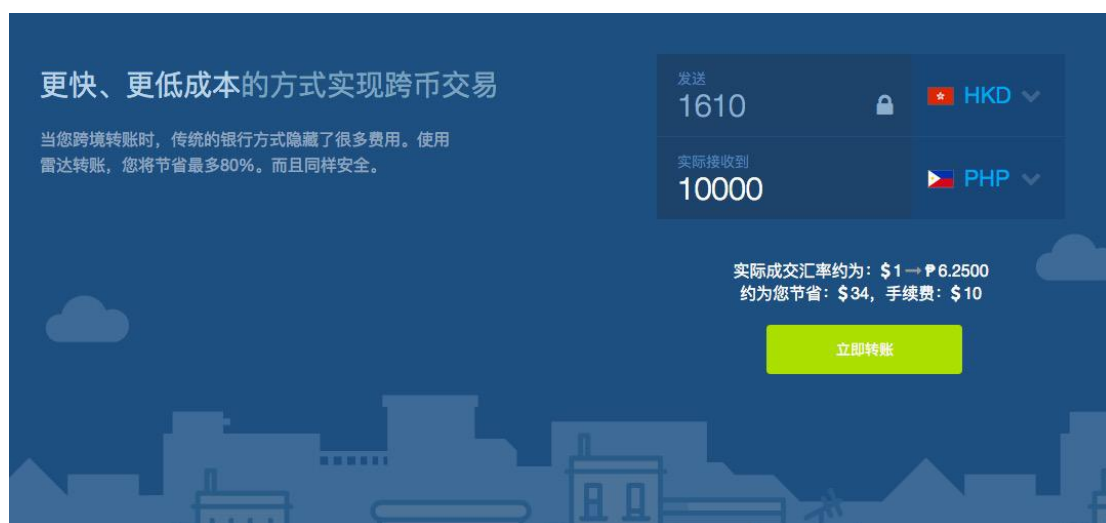 更快、更低成本的方式实现跨币交易
当您跨境转账时，传统的银行方式隐藏了很多费用。使用
雷达转账，您将节省最多80%。而且同样安全。
发送
1610
HKD
实际接收到
10000
PHP
实际成交汇率约为：$1→₱6.2500
约为您节省：$34，手续费：$10
立即转账